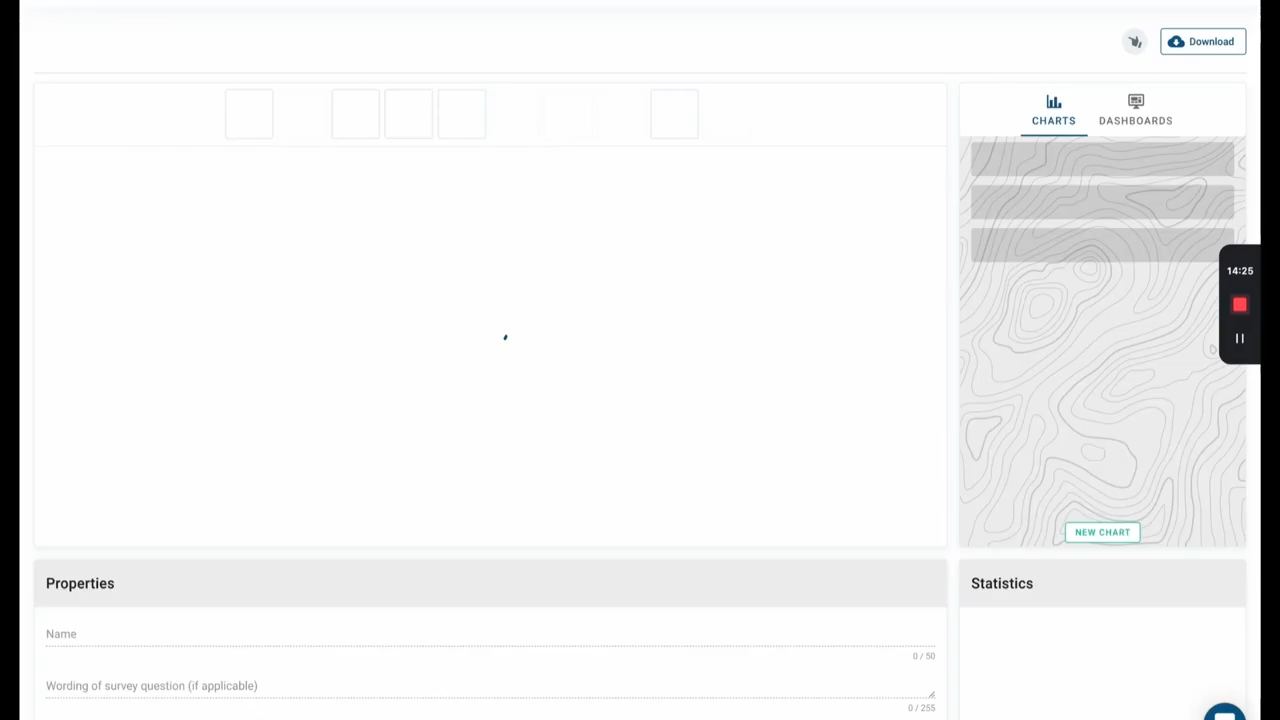 Download
CHARTS
DASHBOARDS
14:25
NEW CHART
Properties
Statistics
Name
0 / 50
Wording of survey question (if applicable)
0 / 255